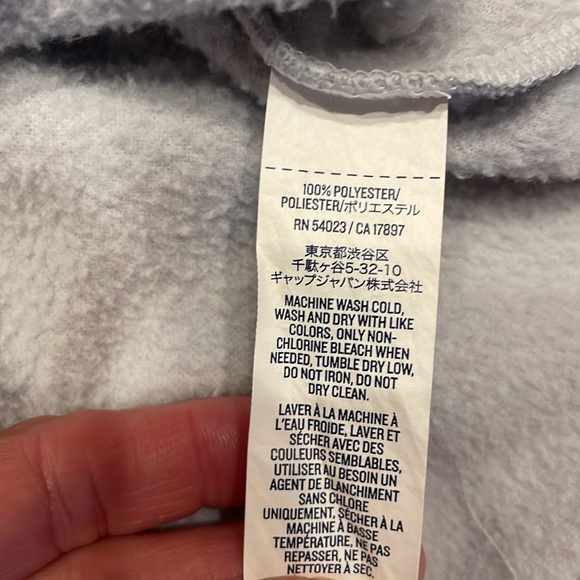 100% POLYESTER/
POLIESTER/ポリエステル
RN 54023 / CA 17897
東京都渋谷区
千駄ヶ谷5-32-10
ギャップジャパン株式会社
MACHINE WASH COLD,
WASH AND DRY WITH LIKE
COLORS, ONLY NON-
CHLORINE BLEACH WHEN
NEEDED, TUMBLE DRY LOW,
DO NOT IRON, DO NOT
DRY CLEAN.
LAVER À LA MACHINE À
L'EAU FROIDE, LAVER ET
SÉCHER AVEC DES
COULEURS SEMBLABLES,
UTILISER AU BESOIN UN
AGENT DE BLANCHIMENT
SANS CHLORE
UNIQUEMENT, SÉCHER À LA
MACHINE À BASSE
TEMPÉRATURE, NE PAS
REPASSER, NE PAS
NETTOYER À SEC.